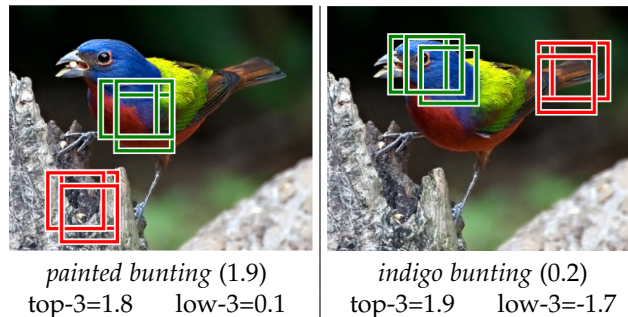 painted bunting (1.9)
top-3=1.8 low-3=0.1
indigo bunting (0.2)
top-3=1.9 low-3=-1.7